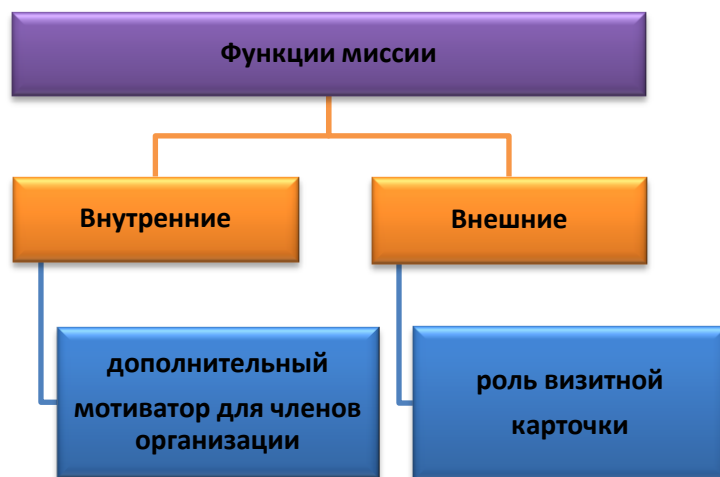 Функции миссии
Внутренние
Внешние
дополнительный
мотиватор для членов
организации
роль визитной
карточки